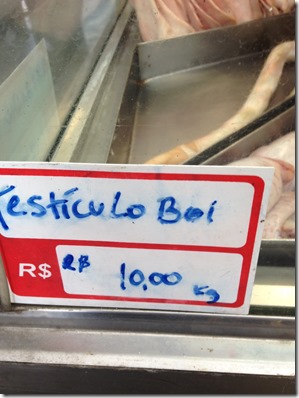 Testículo Boi
R$ R$ 10,00 Kg